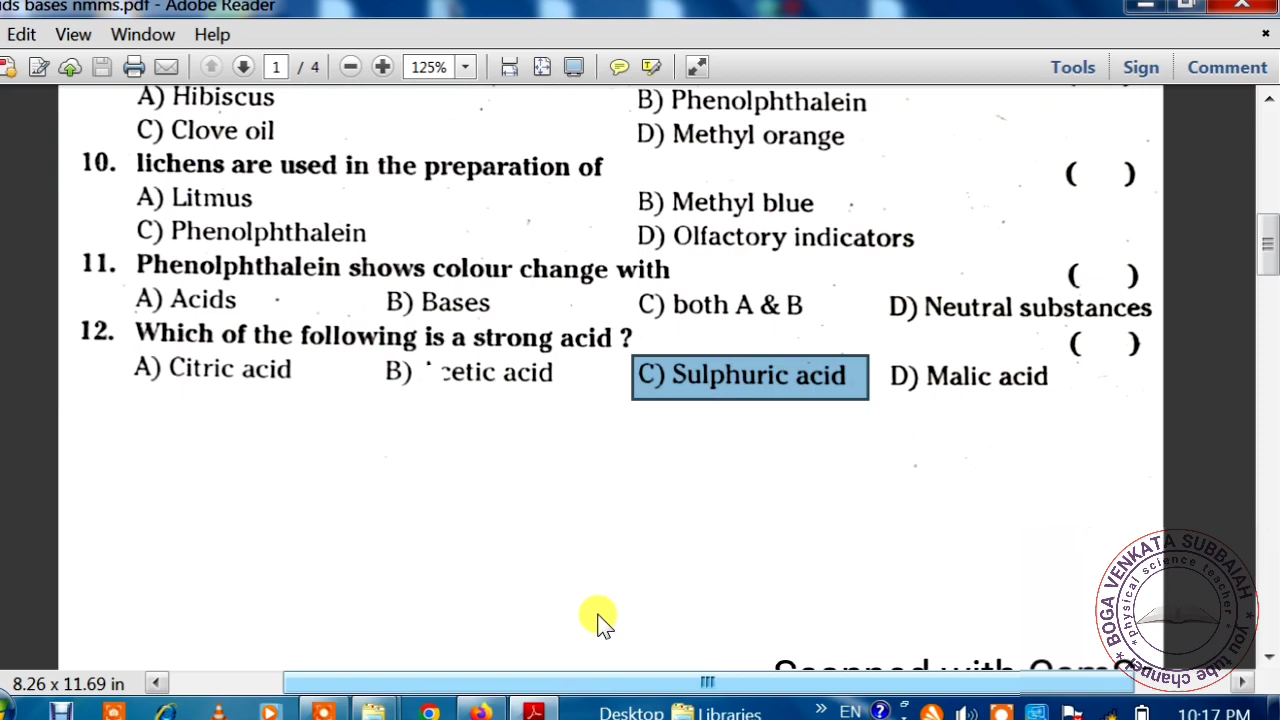 ids bases nmms.pdf - Adobe Reader
Edit View Window Help
1 / 4 125% Tools Sign Comment
A) Hibiscus B) Phenolphthalein
C) Clove oil D) Methyl orange
10. lichens are used in the preparation of ( )
A) Litmus B) Methyl blue
C) Phenolphthalein D) Olfactory indicators
11. Phenolphthalein shows colour change with ( )
A) Acids B) Bases C) both A & B D) Neutral substances
12. Which of the following is a strong acid ? ( )
A) Citric acid B) cetic acid C) Sulphuric acid D) Malic acid
BOGA VENKATA SUBBAIAH * you tube channel *
*physical science teacher*
8.26 x 11.69 in
Desktop Libraries » EN 10:17 PM